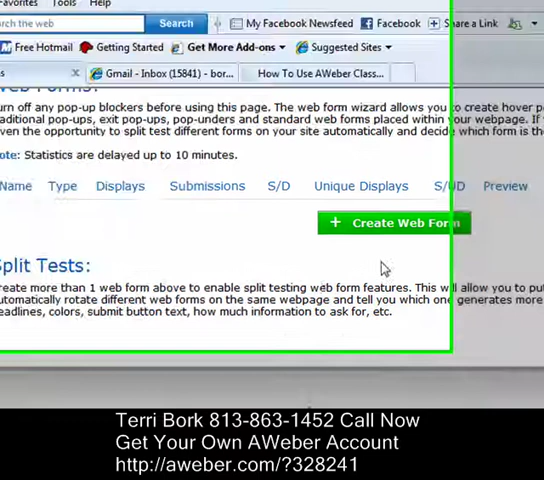 Favorites Tools Help
rch the web Search My Facebook Newsfeed Facebook Share a Link
Free Hotmail Getting Started Get More Add-ons Suggested Sites
s x Gmail - Inbox (15841) - bor... How To Use AWeber Class...
Web Forms:
urn off any pop-up blockers before using this page. The web form wizard allows you to create hover p
raditional pop-ups, exit pop-ups, pop-unders and standard web forms placed within your webpage. If
ven the opportunity to split test different forms on your site automatically and decide which form is th
ote: Statistics are delayed up to 10 minutes.
Name Type Displays Submissions S/D Unique Displays S/UD Preview
+ Create Web Form
plit Tests:
reate more than 1 web form above to enable split testing web form features. This will allow you to put
utomatically rotate different web forms on the same webpage and tell you which one generates more
eadlines, colors, submit button text, how much information to ask for, etc.
Terri Bork 813-863-1452 Call Now
Get Your Own AWeber Account
http://aweber.com/?328241